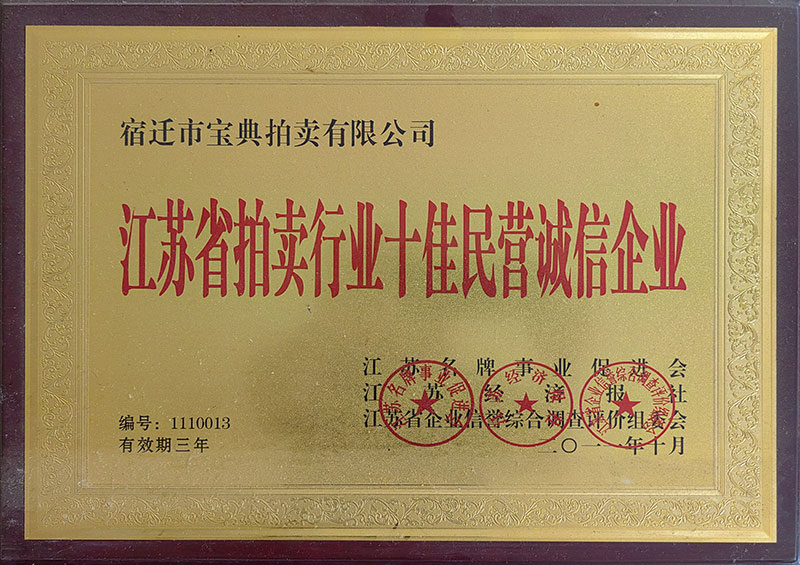 宿迁市宝典拍卖有限公司
江苏省拍卖行业十佳民营诚信企业
江苏名牌事业促进会
江苏经济报社
江苏省企业信誉综合调查评价组委会
编号：1110013
有效期三年
二〇一一年十月